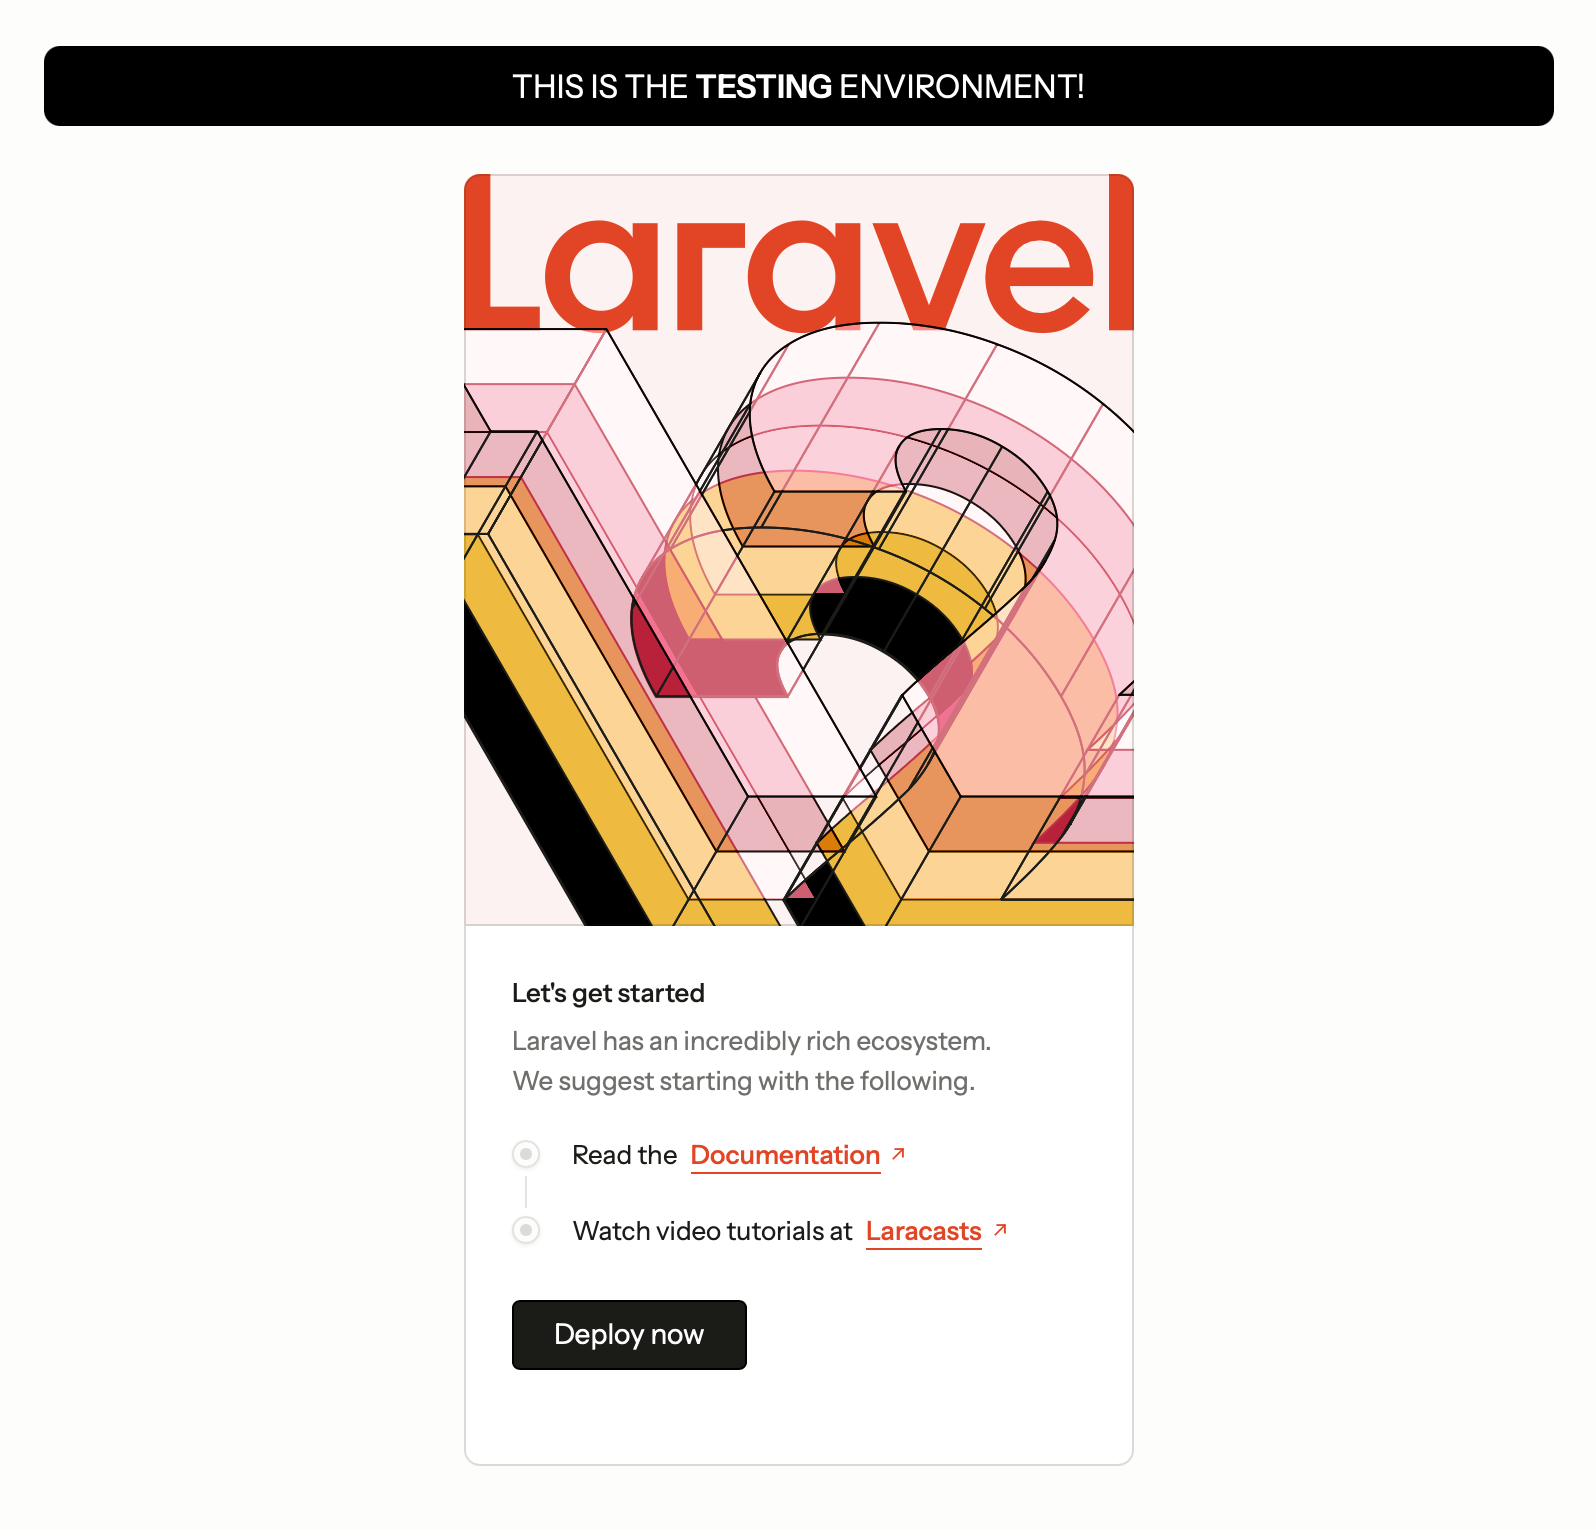 THIS IS THE TESTING ENVIRONMENT!
Laravel
Let's get started
Laravel has an incredibly rich ecosystem.
We suggest starting with the following.
Read the Documentation
Watch video tutorials at Laracasts
Deploy now